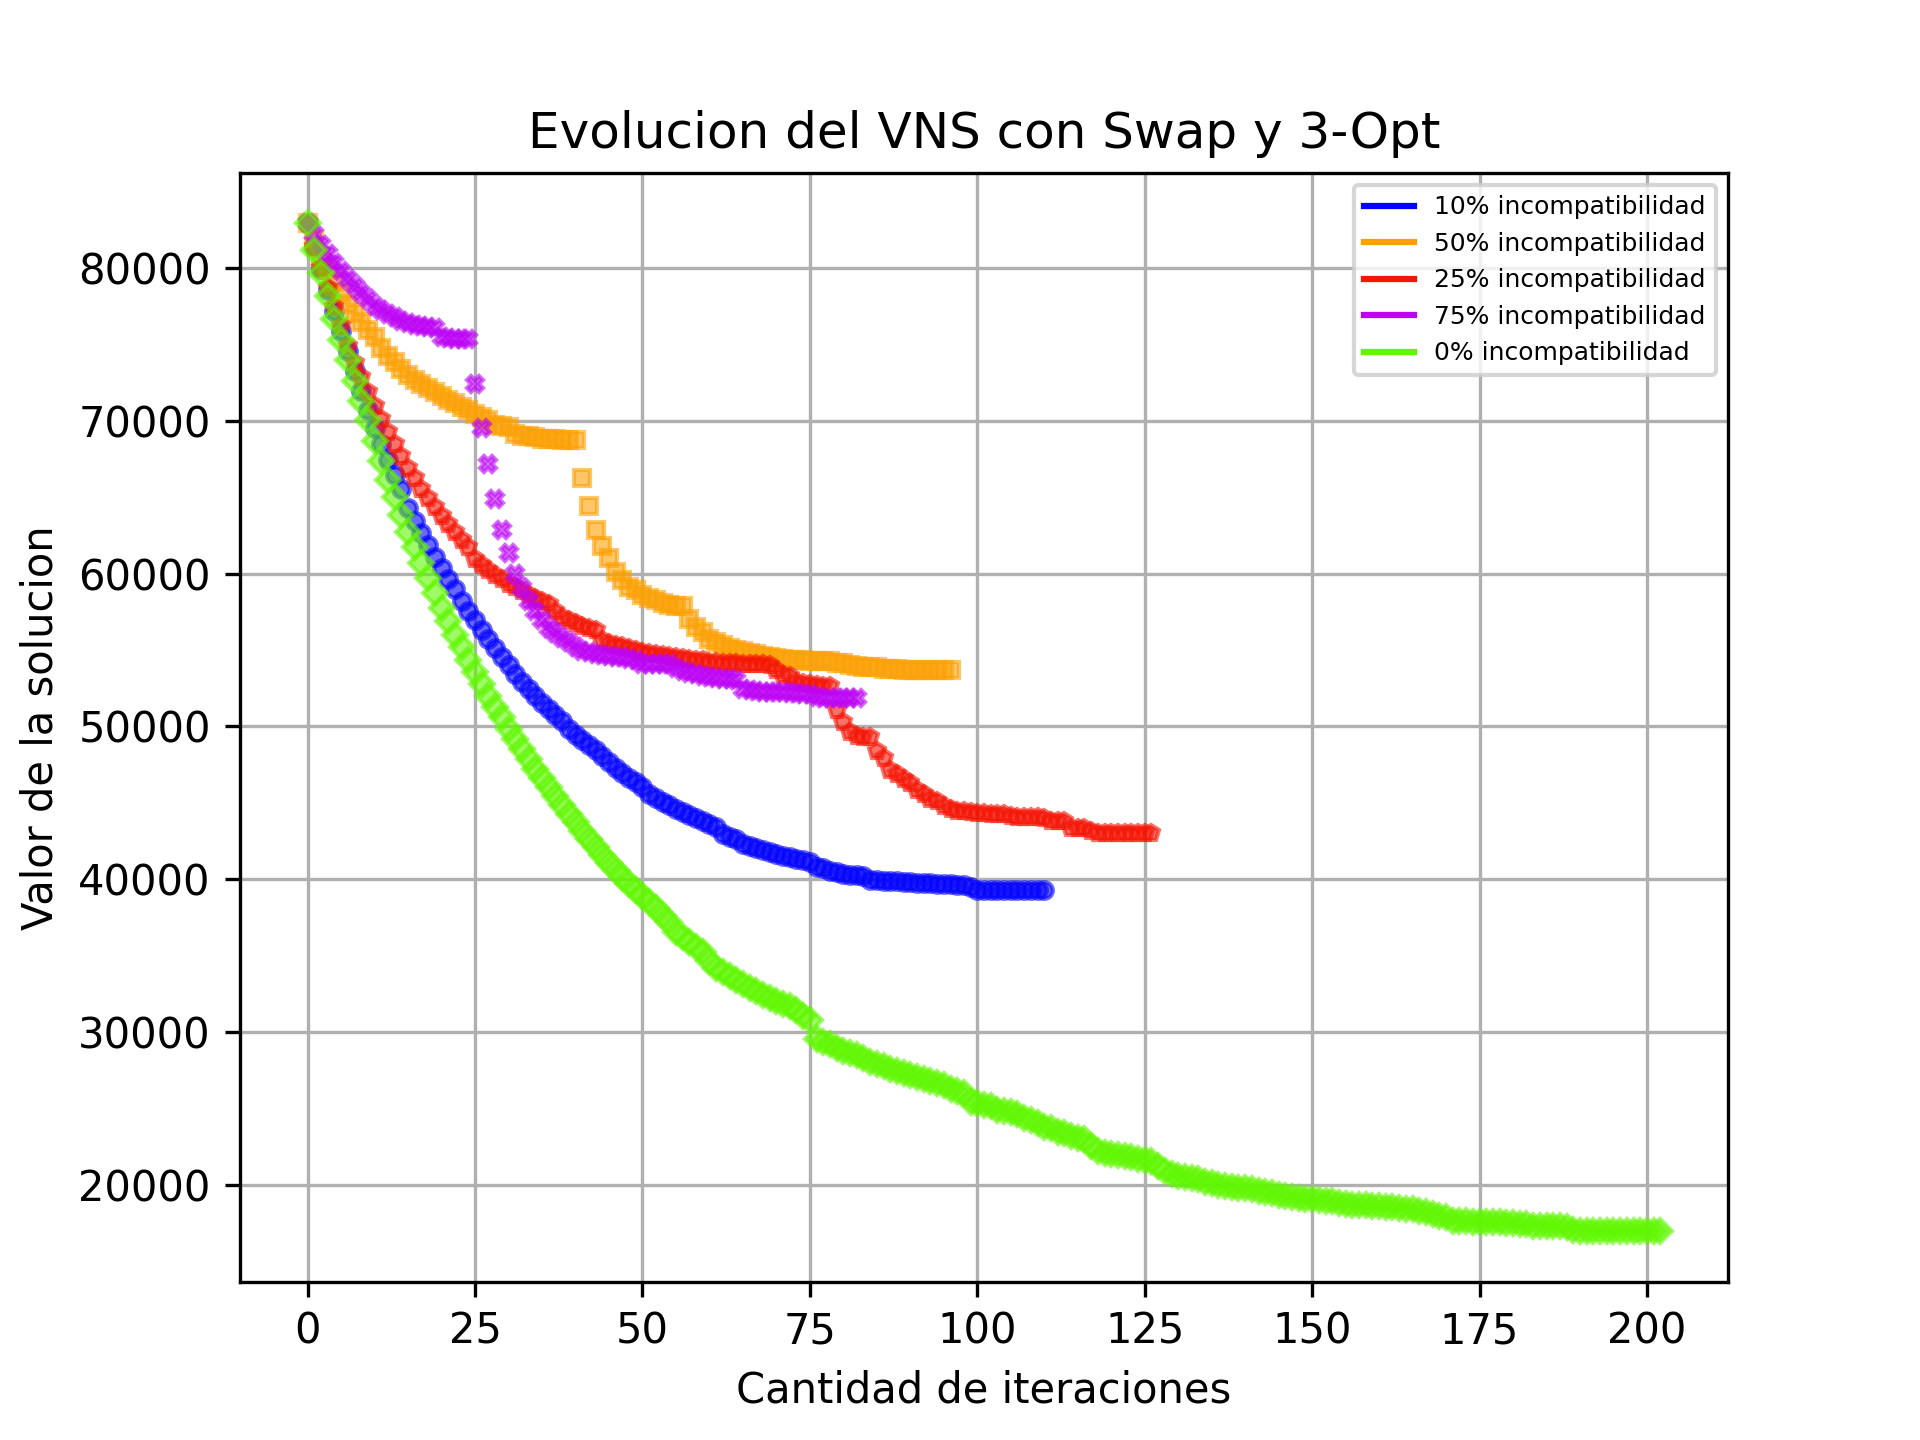 Evolucion del VNS con Swap y 3-Opt
10% incompatibilidad
50% incompatibilidad
25% incompatibilidad
75% incompatibilidad
0% incompatibilidad
Valor de la solucion
80000
70000
60000
50000
40000
30000
20000
0 25 50 75 100 125 150 175 200
Cantidad de iteraciones